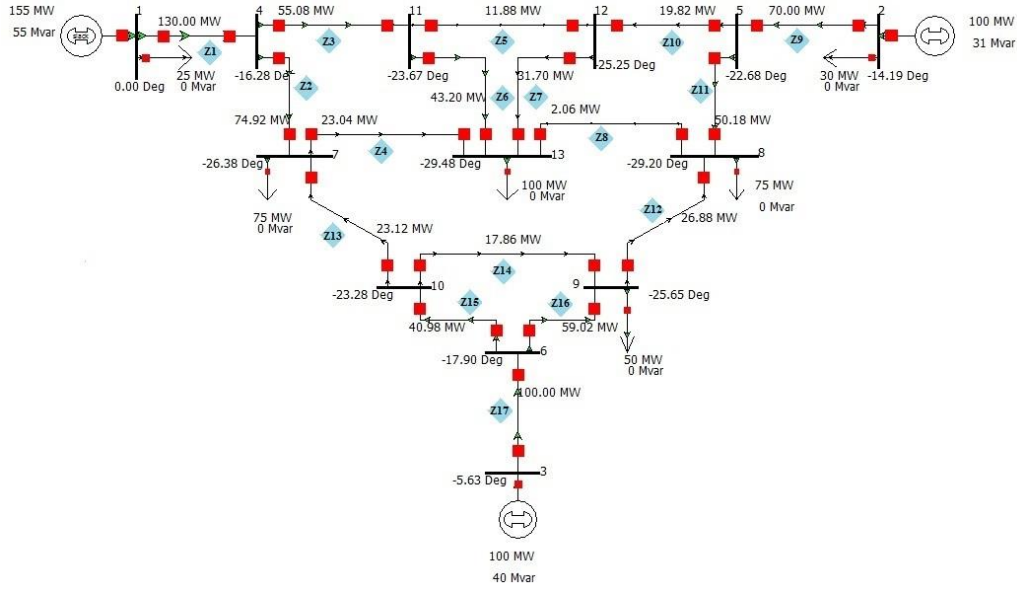 155 MW
55 Mvar
slack
1
130.00 MW
Z1
25 MW
0 Mvar
0.00 Deg
4
55.08 MW
Z3
-16.28 De
Z2
11
11.88 MW
Z5
-23.67 Deg
43.20 MW
Z6
Z7
31.70 MW
12
-25.25 Deg
19.82 MW
Z10
5
-22.68 Deg
Z11
70.00 MW
Z9
2
30 MW
0 Mvar
-14.19 Deg
100 MW
31 Mvar
74.92 MW
23.04 MW
Z4
-26.38 Deg
7
75 MW
0 Mvar
2.06 MW
Z8
-29.48 Deg
13
100 MW
0 Mvar
50.18 MW
-29.20 Deg
8
75 MW
0 Mvar
Z12
26.88 MW
23.12 MW
Z13
17.86 MW
Z14
-23.28 Deg
10
9
-25.65 Deg
Z15
Z16
40.98 MW
59.02 MW
50 MW
0 Mvar
-17.90 Deg
6
100.00 MW
Z17
-5.63 Deg
3
100 MW
40 Mvar